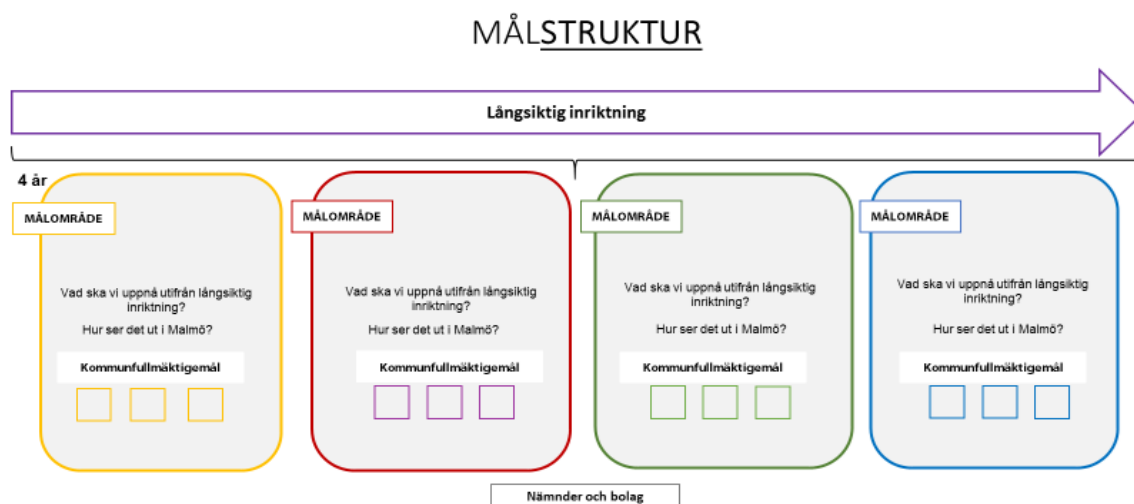 MÅLSTRUKTUR
Långsiktig inriktning
4 år
MÅLOMRÅDE
Vad ska vi uppnå utifrån långsiktig
inriktning?
Hur ser det ut i Malmö?
Kommunfullmäktigemål
MÅLOMRÅDE
Vad ska vi uppnå utifrån långsiktig
inriktning?
Hur ser det ut i Malmö?
Kommunfullmäktigemål
MÅLOMRÅDE
Vad ska vi uppnå utifrån långsiktig
inriktning?
Hur ser det ut i Malmö?
Kommunfullmäktigemål
MÅLOMRÅDE
Vad ska vi uppnå utifrån långsiktig
inriktning?
Hur ser det ut i Malmö?
Kommunfullmäktigemål
Nämnder och bolag